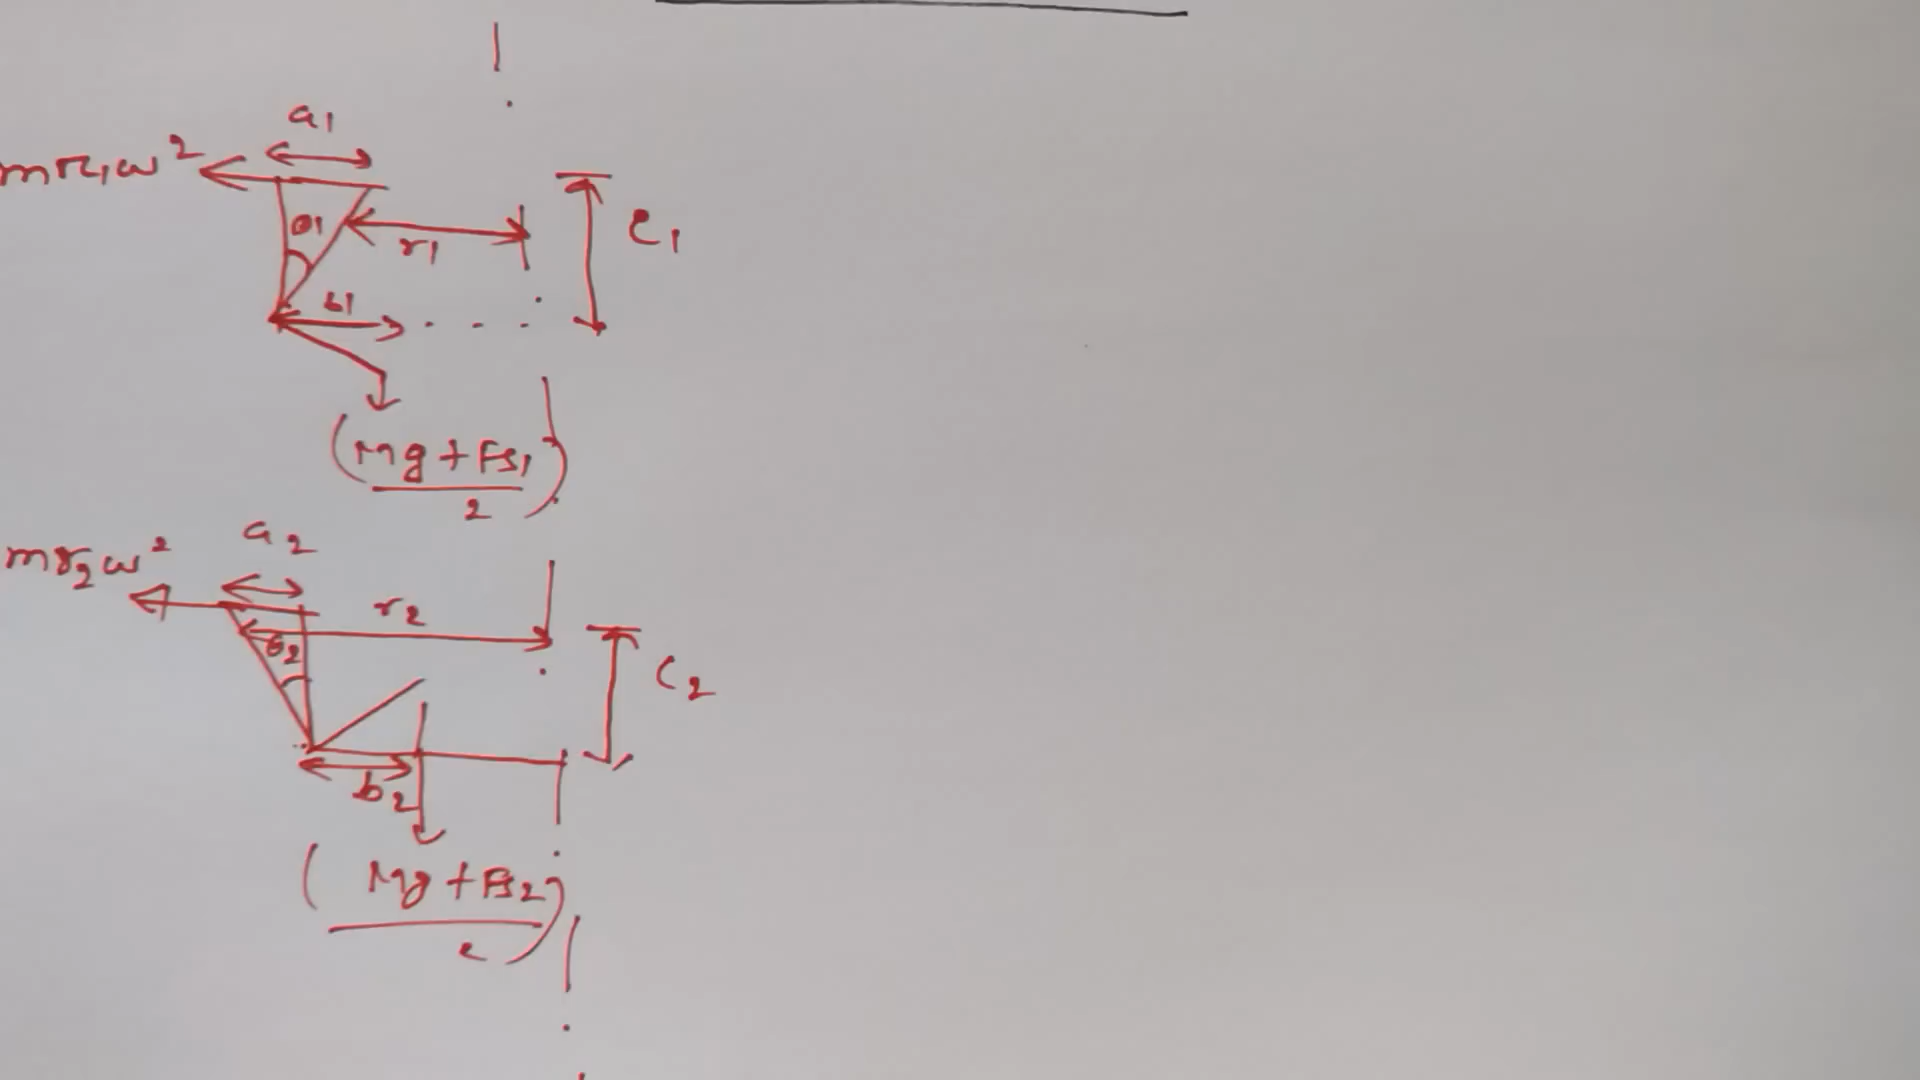 a1
mr1ω²
θ1
r1
C1
b1
(Mg + Fs1 / 2)
a2
mr2ω²
r2
θ2
C2
b2
(Mg + Fs2 / 2)